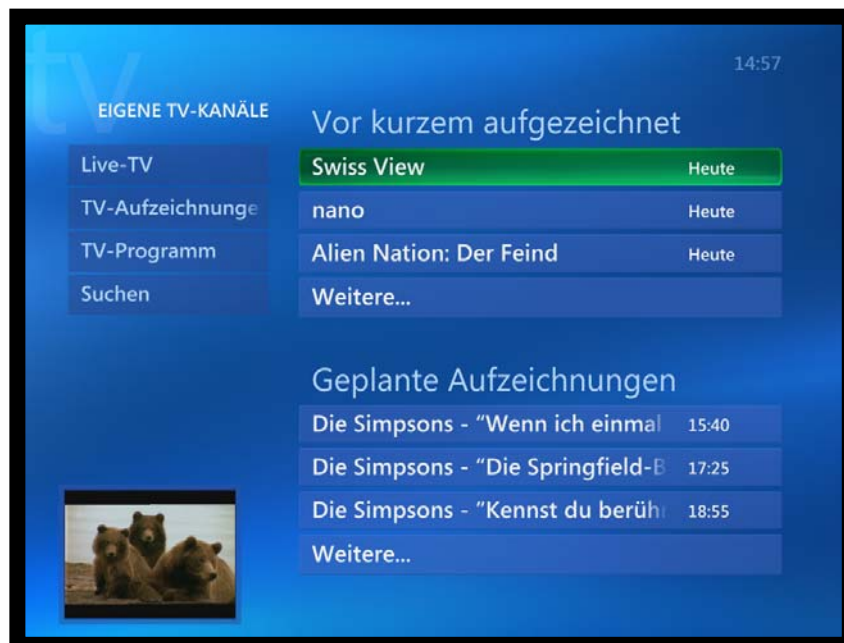 tv
14:57
EIGENE TV-KANÄLE
Live-TV
TV-Aufzeichnunge
TV-Programm
Suchen
Vor kurzem aufgezeichnet
Swiss View Heute
nano Heute
Alien Nation: Der Feind Heute
Weitere...
Geplante Aufzeichnungen
Die Simpsons - "Wenn ich einmal 15:40
Die Simpsons - "Die Springfield-B 17:25
Die Simpsons - "Kennst du berüh 18:55
Weitere...